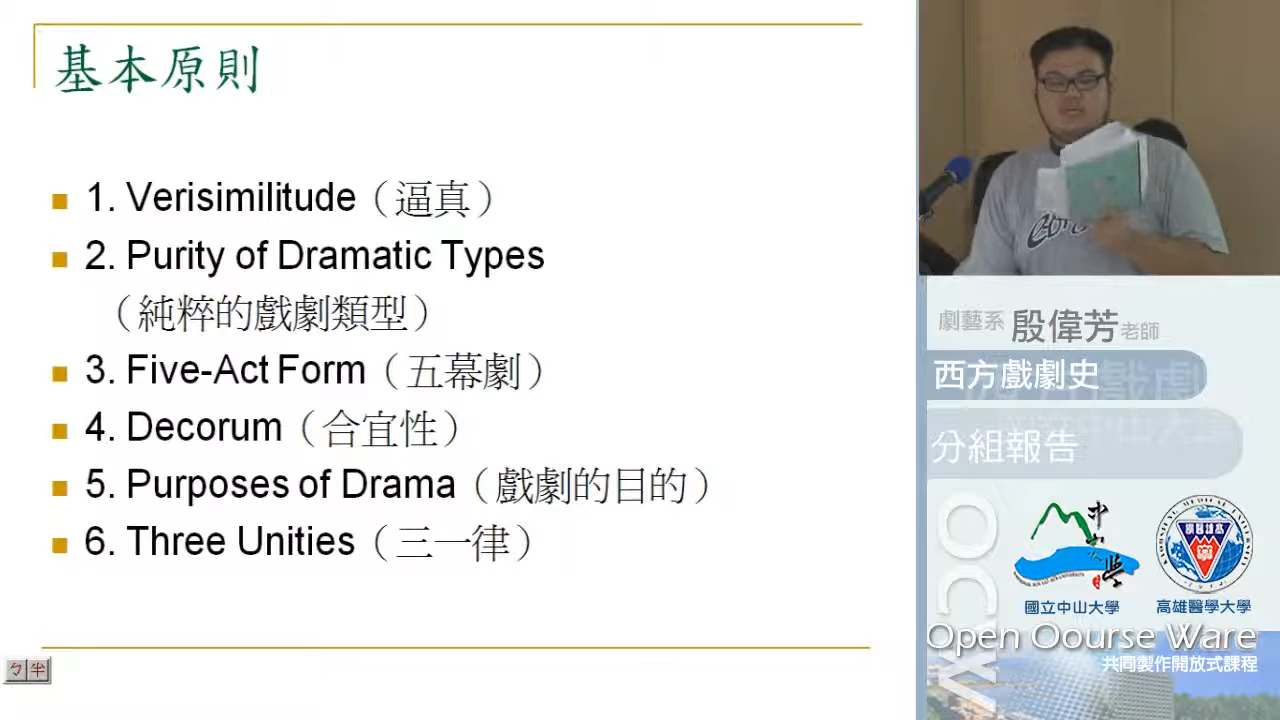 基本原則
1. Verisimilitude（逼真）
2. Purity of Dramatic Types
（純粹的戲劇類型）
3. Five-Act Form（五幕劇）
4. Decorum（合宜性）
5. Purposes of Drama（戲劇的目的）
6. Three Unities（三一律）
ㄅ半
劇藝系 殷偉芳老師
西方戲劇史
分組報告
國立中山大學
高雄醫學大學
OCW
Open Oourse Ware
共同製作開放式課程